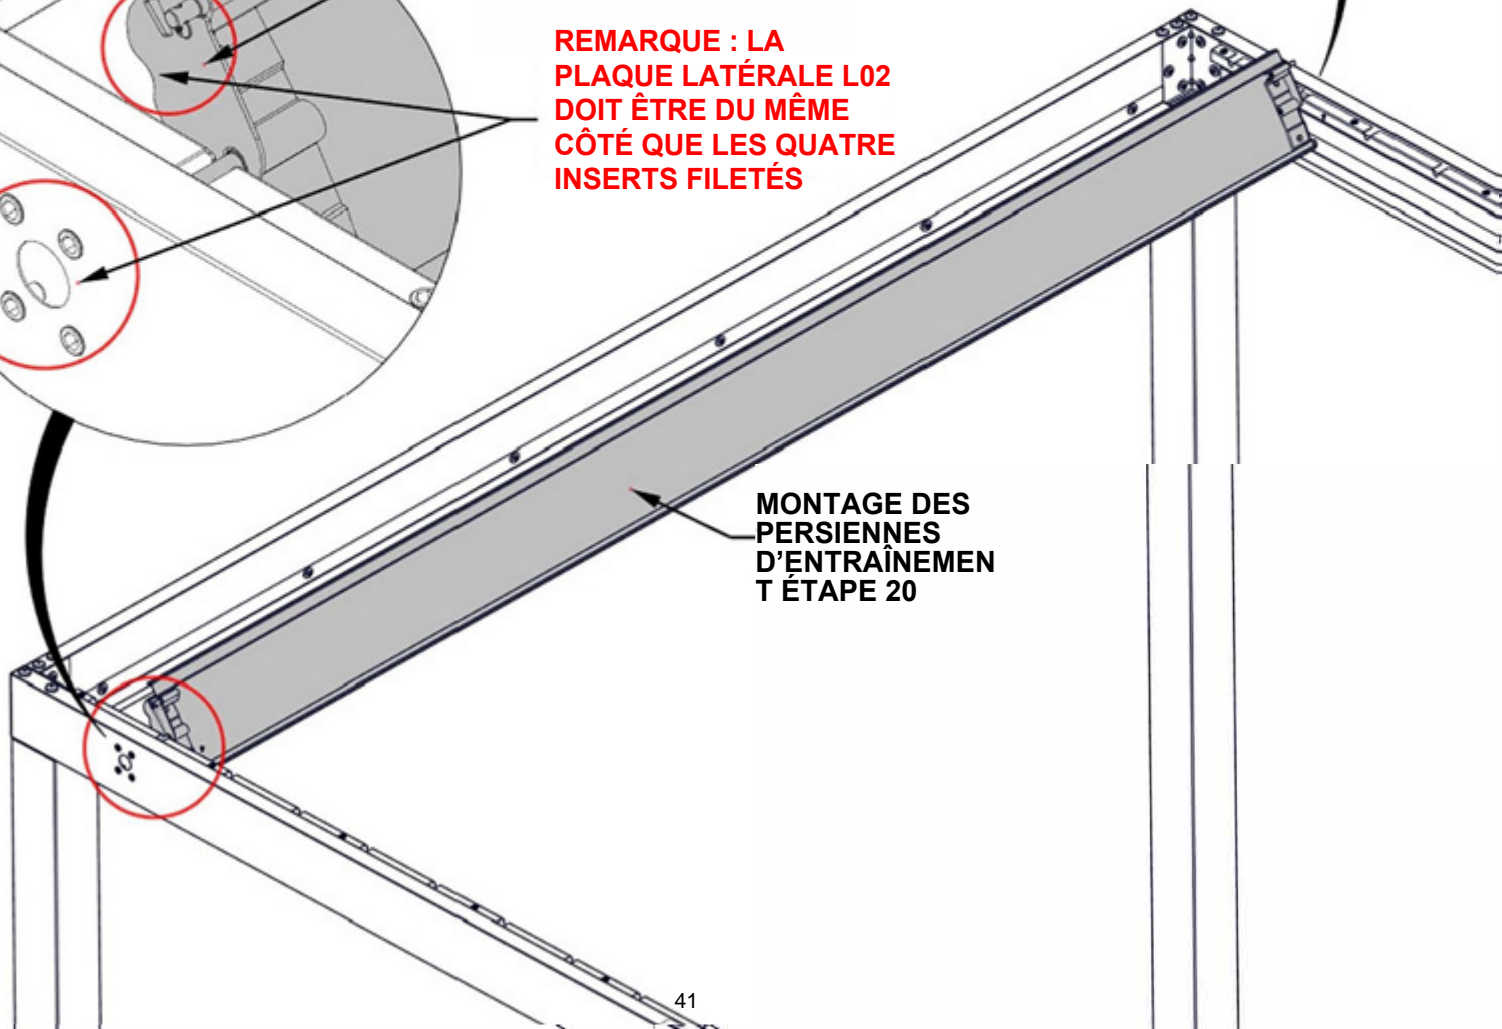 REMARQUE : LA
PLAQUE LATÉRALE L02
DOIT ÊTRE DU MÊME
CÔTÉ QUE LES QUATRE
INSERTS FILETÉS
MONTAGE DES
PERSIENNES
D’ENTRAÎNEMEN
T ÉTAPE 20
41